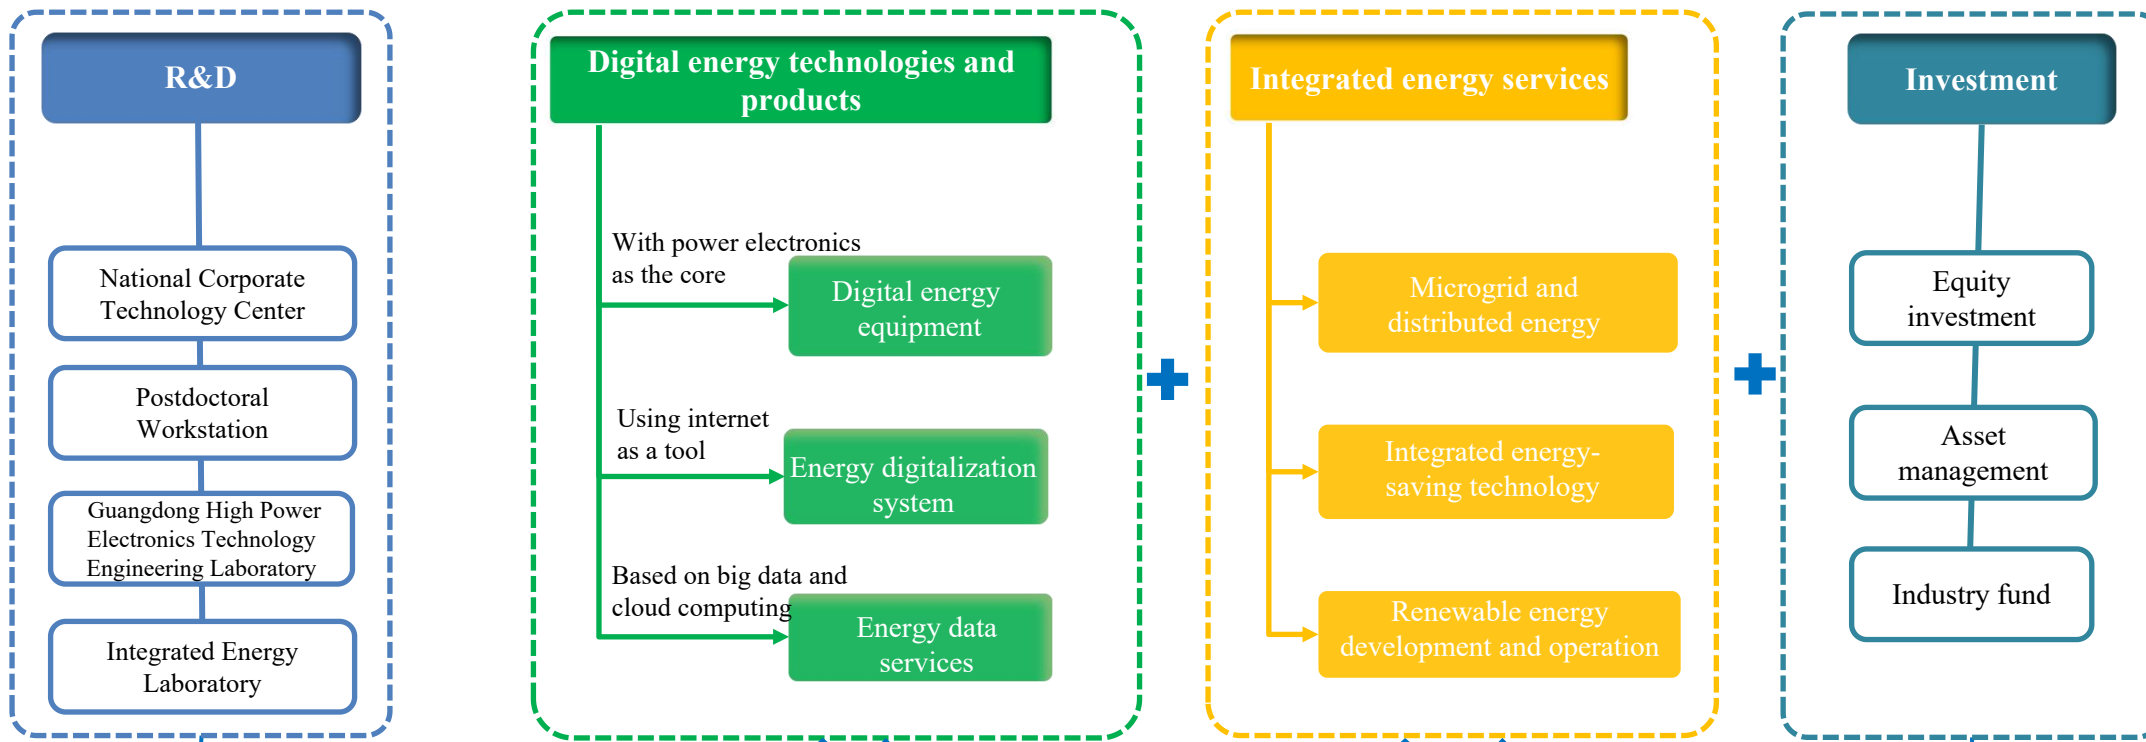 R&D
National Corporate
Technology Center
Postdoctoral
Workstation
Guangdong High Power
Electronics Technology
Engineering Laboratory
Integrated Energy
Laboratory
Digital energy technologies and
products
With power electronics
as the core
Digital energy
equipment
Using internet
as a tool
Energy digitalization
system
Based on big data and
cloud computing
Energy data
services
Integrated energy services
Microgrid and
distributed energy
Integrated energy-
saving technology
Renewable energy
development and operation
Investment
Equity
investment
Asset
management
Industry fund